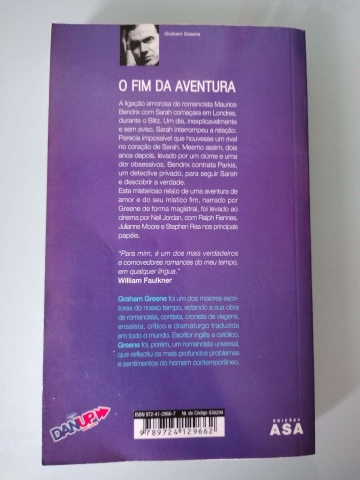 Graham Greene
O FIM DA AVENTURA
A ligação amorosa do romancista Maurice
Bendrix com Sarah começara em Londres,
durante o Blitz. Um dia, inexplicavelmente
e sem aviso, Sarah interrompeu a relação.
Parecia impossível que houvesse um rival
no coração de Sarah. Mesmo assim, dois
anos depois, levado por um ciúme e uma
dor obsessivos, Bendrix contrata Parkis,
um detective privado, para seguir Sarah
e descobrir a verdade.
Este misterioso relato de uma aventura de
amor e do seu místico fim, narrado por
Greene de forma magistral, foi levado ao
cinema por Neil Jordan, com Ralph Fiennes,
Julianne Moore e Stephen Rea nos principais
papéis.
"Para mim, é um dos mais verdadeiros
e comovedores romances do meu tempo,
em qualquer língua."
William Faulkner
Graham Greene foi um dos maiores escri-
tores do nosso tempo, estando a sua obra
de romancista, contista, cronista de viagens,
ensaísta, crítico e dramaturgo traduzida
em todo o mundo. Escritor inglês e católico,
Greene foi, porém, um romancista universal,
que reflectiu os mais profundos problemas
e sentimentos do homem contemporâneo.
DANUP
ISBN 972-41-2966-7 Nr. de Código 634294
9 789724 129662
EDIÇÕES
ASA